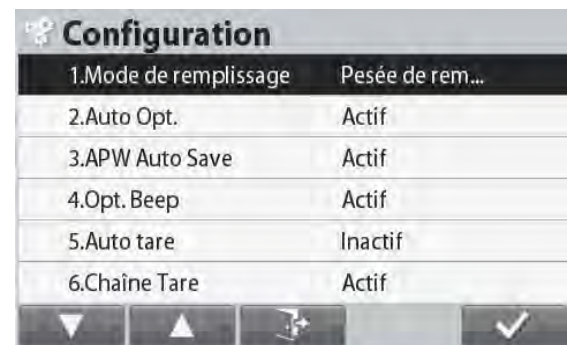 Configuration
1.Mode de remplissage Pesée de rem...
2.Auto Opt. Actif
3.APW Auto Save Actif
4.Opt. Beep Actif
5.Auto tare Inactif
6.Chaîne Tare Actif